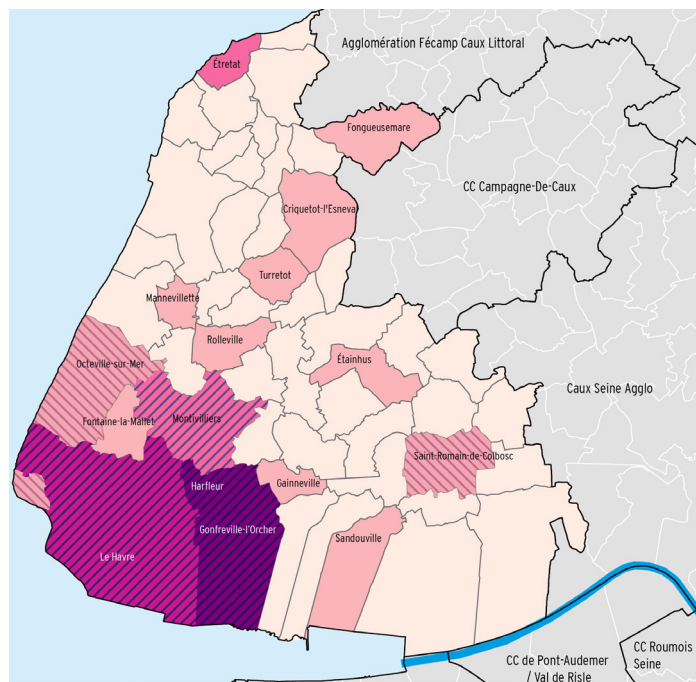 Agglomération Fécamp Caux Littoral
Étretat
Fongueusemare
CC Campagne-De-Caux
Criquetot-l'Esneva
Turretot
Mannevillette
Rolleville
Octeville-sur-Mer
Étainhus
Caux Seine Agglo
Fontaine-la-Mallet
Montivilliers
Saint-Romain-de-Colbosc
Harfleur
Gainneville
Gonfreville-l'Orcher
Sandouville
Le Havre
CC Roumois
Seine
CC de Pont-Audemer
/ Val de Risle